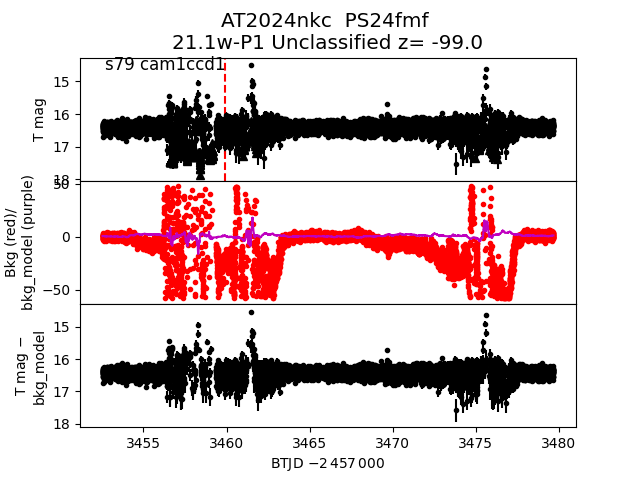 AT2024nkc  PS24fmf
21.1w-P1 Unclassified z= -99.0
s79 cam1ccd1
15
16
17
18
T mag
50
0
−50
Bkg (red)/
bkg_model (purple)
15
16
17
18
T mag −
bkg_model
3455
3460
3465
3470
3475
3480
BTJD −2 457 000